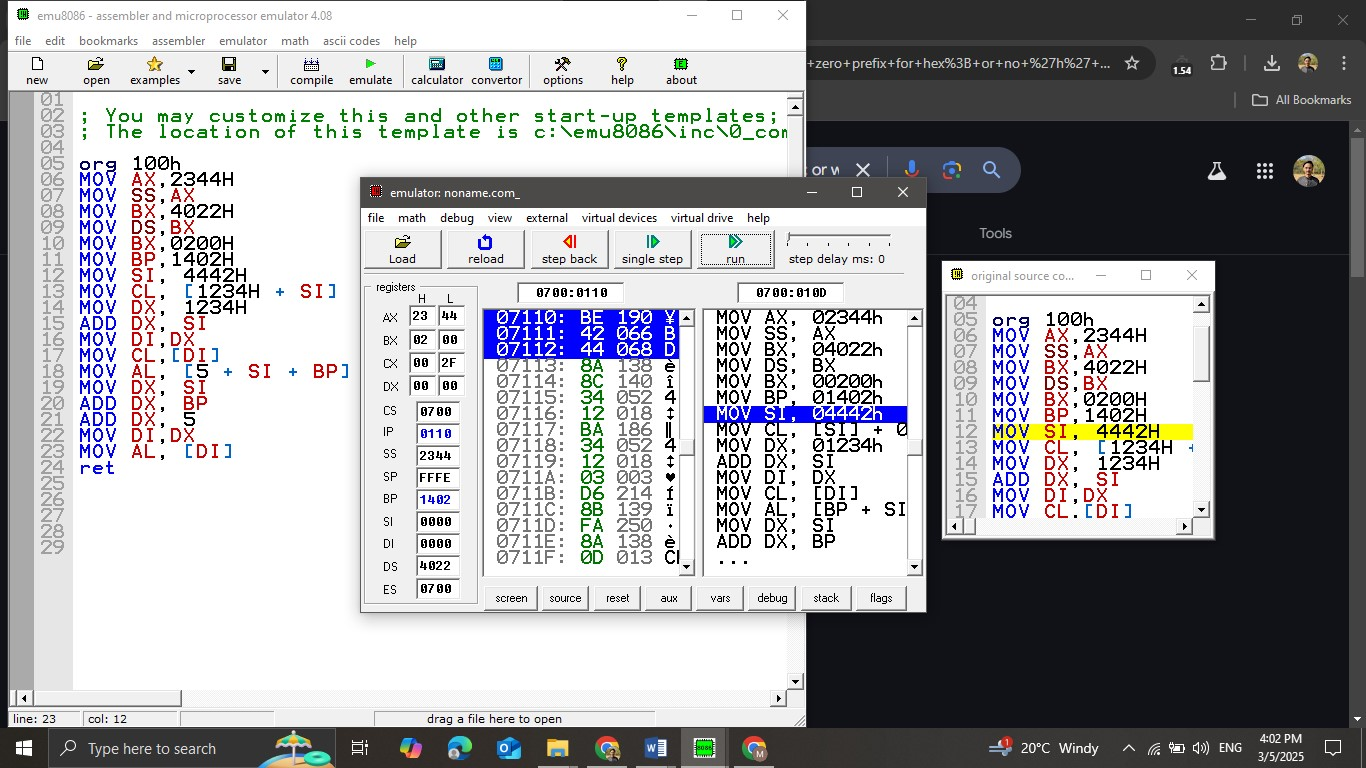 emu8086 - assembler and microprocessor emulator 4.08
file edit bookmarks assembler emulator math ascii codes help
new open examples save compile emulate calculator convertor options help about
01
02 ; You may customize this and other start-up templates;
03 ; The location of this template is c:\emu8086\inc\0_com
04
05 org 100h
06 MOV AX,2344H
07 MOV SS,AX
08 MOV BX,4022H
09 MOV DS,BX
10 MOV BX,0200H
11 MOV BP,1402H
12 MOV SI, 4442H
13 MOV CL, [1234H + SI]
14 MOV DX, 1234H
15 ADD DX, SI
16 MOV DI,DX
17 MOV CL,[DI]
18 MOV AL, [5 + SI + BP]
19 MOV DX, SI
20 ADD DX, BP
21 ADD DX, 5
22 MOV DI,DX
23 MOV AL, [DI]
24 ret
25
26
27
28
29
line: 23 col: 12 drag a file here to open
emulator: noname.com_
file math debug view external virtual devices virtual drive help
Load reload step back single step run step delay ms: 0
registers
H L
AX 23 44
BX 02 00
CX 00 2F
DX 00 00
CS 0700
IP 0110
SS 2344
SP FFFE
BP 1402
SI 0000
DI 0000
DS 4022
ES 0700
0700:0110
07110: BE 190 ¥
07111: 42 066 B
07112: 44 068 D
07113: 8A 138 è
07114: 8C 140 î
07115: 34 052 4
07116: 12 018 ↕
07117: BA 186 ‖
07118: 34 052 4
07119: 12 018 ↕
0711A: 03 003 ♥
0711B: D6 214 f
0711C: 8B 139 ï
0711D: FA 250 ·
0711E: 8A 138 è
0711F: 0D 013
0700:010D
MOV AX, 02344h
MOV SS, AX
MOV BX, 04022h
MOV DS, BX
MOV BX, 00200h
MOV BP, 01402h
MOV SI, 04442h
MOV CL, [SI] + 0
MOV DX, 01234h
ADD DX, SI
MOV DI, DX
MOV CL, [DI]
MOV AL, [BP + SI
MOV DX, SI
ADD DX, BP
...
screen source reset aux vars debug stack flags
original source co...
04
05 org 100h
06 MOV AX,2344H
07 MOV SS,AX
08 MOV BX,4022H
09 MOV DS,BX
10 MOV BX,0200H
11 MOV BP,1402H
12 MOV SI, 4442H
13 MOV CL, [1234H +
14 MOV DX, 1234H
15 ADD DX, SI
16 MOV DI,DX
17 MOV CL,[DI]
+ zero + prefix + for + hex%3B + or + no + %27h%27 + ...
1.54
All Bookmarks
or w
Tools
Type here to search
20°C Windy
ENG
4:02 PM
3/5/2025